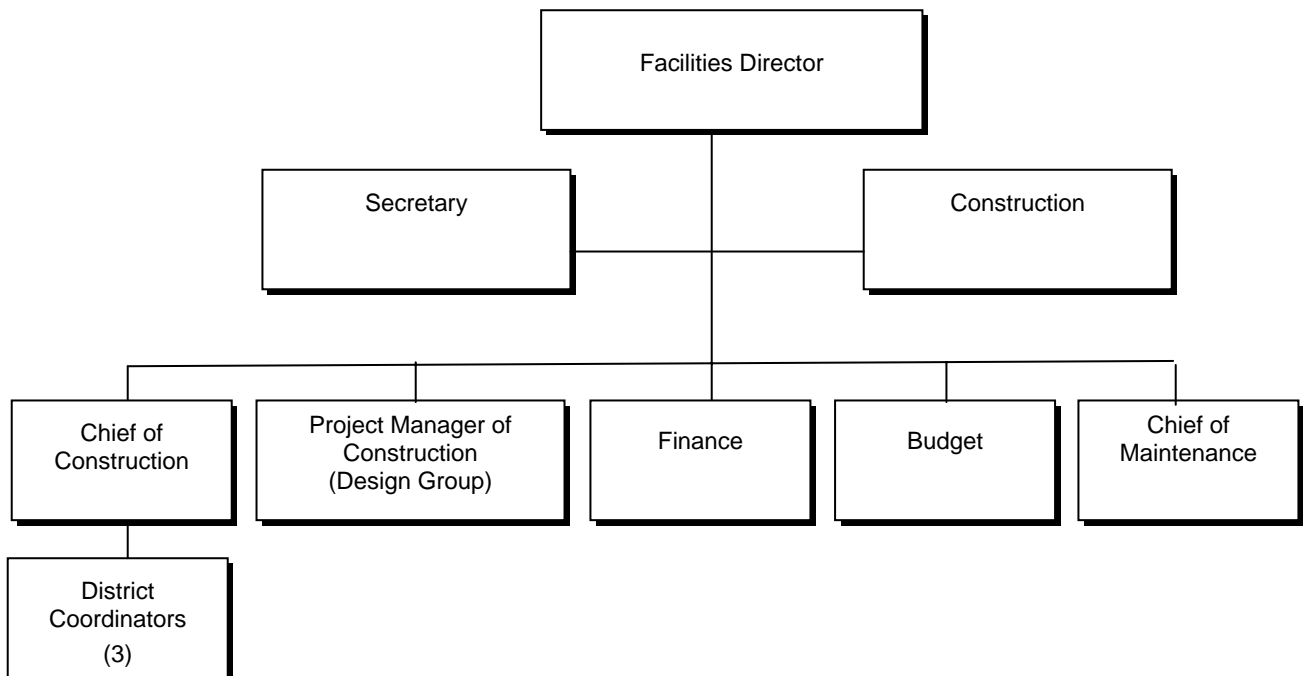 Facilities Director
Secretary
Construction
Chief of
Construction
Project Manager of
Construction
(Design Group)
Finance
Budget
Chief of
Maintenance
District
Coordinators
(3)